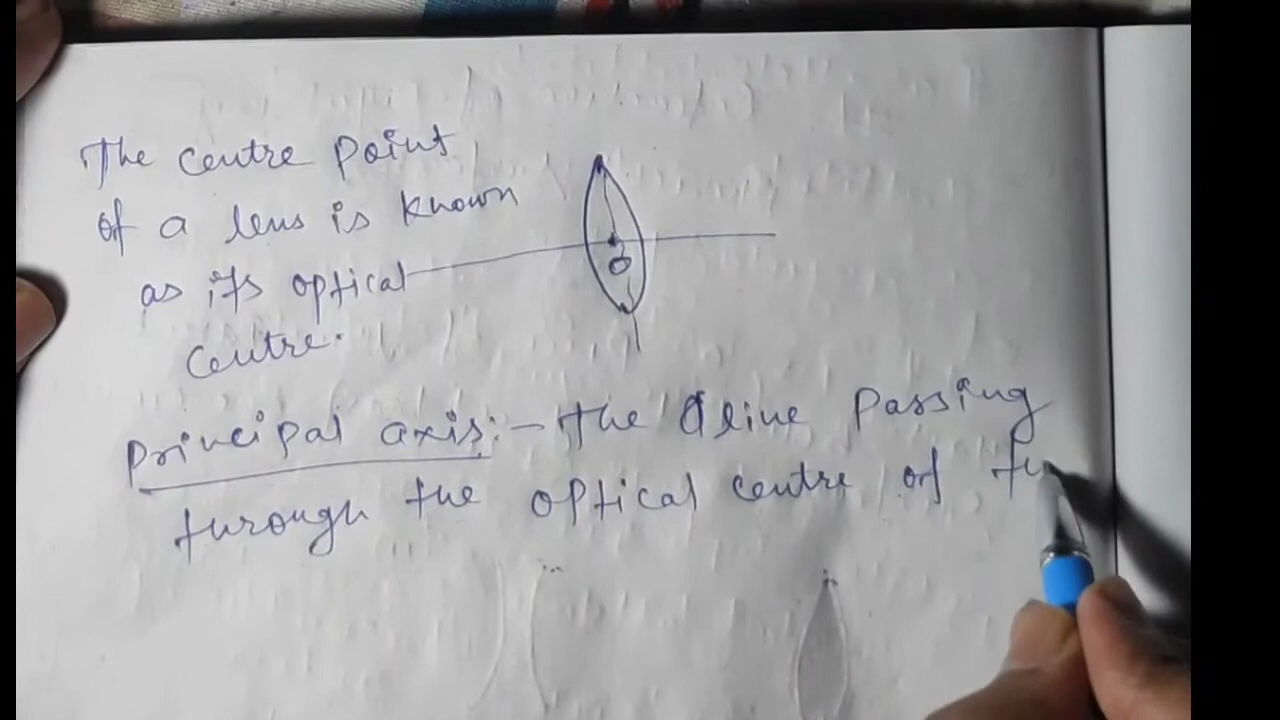 The centre point
of a lens is known
as its optical
centre.
O
Principal axis:- The line passing
through the optical centre of